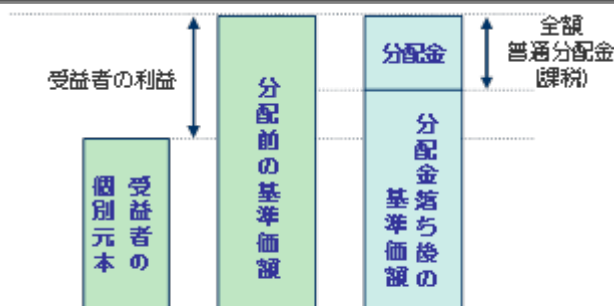 全額
普通分配金
(課税)
分配金
受益者の利益
分配前の基準価額
分配金落ち後の
基準価額
受益者の
個別元本